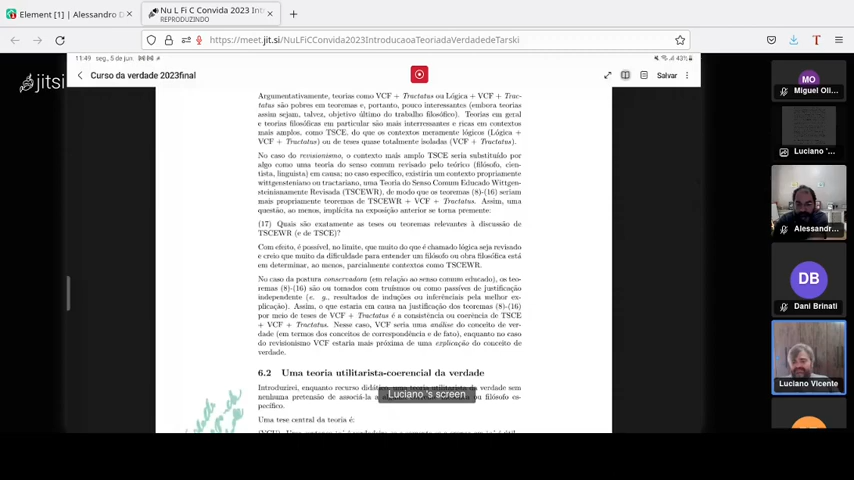 Element [1] | Alessandro D
Nu L Fi C Convida 2023 Int
REPRODUZINDO
https://meet.jit.si/NuLFiCConvida2023IntroducaoaTeoriadaVerdadedeTarski
11:49 seg., 5 de jun.
43%
jitsi
Curso da verdade 2023final
Salvar
Argumentativamente, teorias como VCF + Tractatus ou Lógica + VCF + Trac-
tatus são pobres em teoremas e, portanto, pouco interessantes (embora teorias
assim sejam, talvez, objetivo último do trabalho filosófico). Teorias em geral
e teorias filosóficas em particular são mais interressantes e ricas em contextos
mais amplos, como TSCE, do que os contextos meramente lógicos (Lógica +
VCF + Tractatus) ou de teses quase totalmente isoladas (VCF + Tractatus).
No caso do revisionismo, o contexto mais amplo TSCE seria substituído por
algo como uma teoria do senso comum revisado pelo teórico (filósofo, cien-
tista, linguista) em causa; no caso específico, existiria um contexto propriamente
wittgensteniano ou tractariano, uma Teoria do Senso Comum Educado Wittgen-
steinianamente Revisada (TSCEWR), de modo que os teoremas (8)-(16) seriam
mais propriamente teoremas de TSCEWR + VCF + Tractatus. Assim, uma
questão, ao menos, implícita na exposição anterior se torna premente:
(17) Quais são exatamente as teses ou teoremas relevantes à discussão de
TSCEWR (e de TSCE)?
Com efeito, é possível, no limite, que muito do que é chamado lógica seja revisado
e creio que muito da dificuldade para entender um filósofo ou obra filosófica está
em determinar, ao menos, parcialmente contextos como TSCEWR.
No caso da postura conservadora (em relação ao senso comum educado), os teo-
remas (8)-(16) são ou tomados com truísmos ou como passíveis de justificação
independente (e. g., resultados de induções ou inferências pela melhor ex-
plicação). Assim, o que estaria em causa na justificação dos teoremas (8)-(16)
por meio de teses de VCF + Tractatus é a consistência ou coerência de TSCE
+ VCF + Tractatus. Nesse caso, VCF seria uma análise do conceito de ver-
dade (em termos dos conceitos de correspondência e de fato), enquanto no caso
do revisionismo VCF estaria mais próxima de uma explicação do conceito de
verdade.
6.2 Uma teoria utilitarista-coerencial da verdade
Introduzirei, enquanto recurso didático, uma teoria utilitarista da verdade sem
nenhuma pretensão de associá-la a ou filósofo es-
pecífico.
Uma tese central da teoria é:
Luciano 's screen
MO
Miguel Oli...
Luciano '...
Alessandr...
DB
Dani Brinati
Luciano Vicente